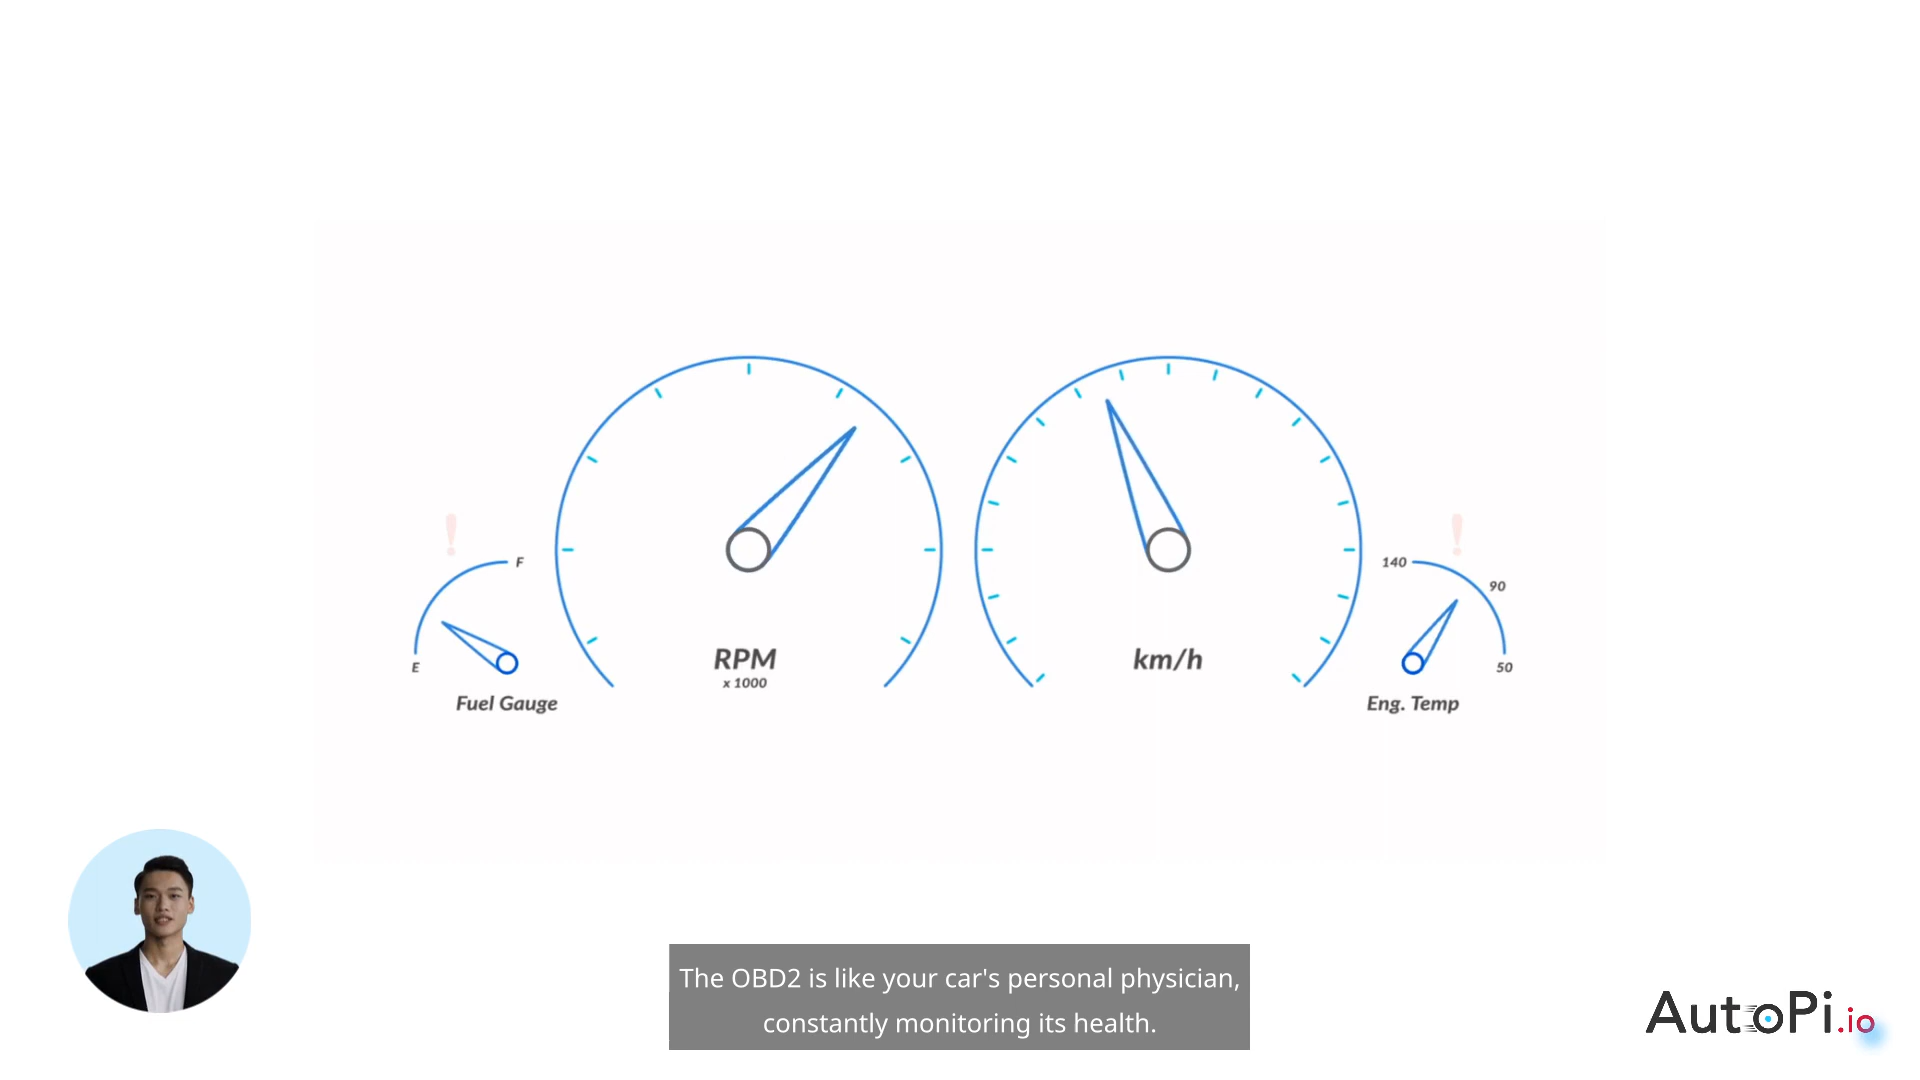 F
E
Fuel Gauge
RPM
x 1000
km/h
140
90
50
Eng. Temp
!
!
The OBD2 is like your car's personal physician,
constantly monitoring its health.
AutoPi.io